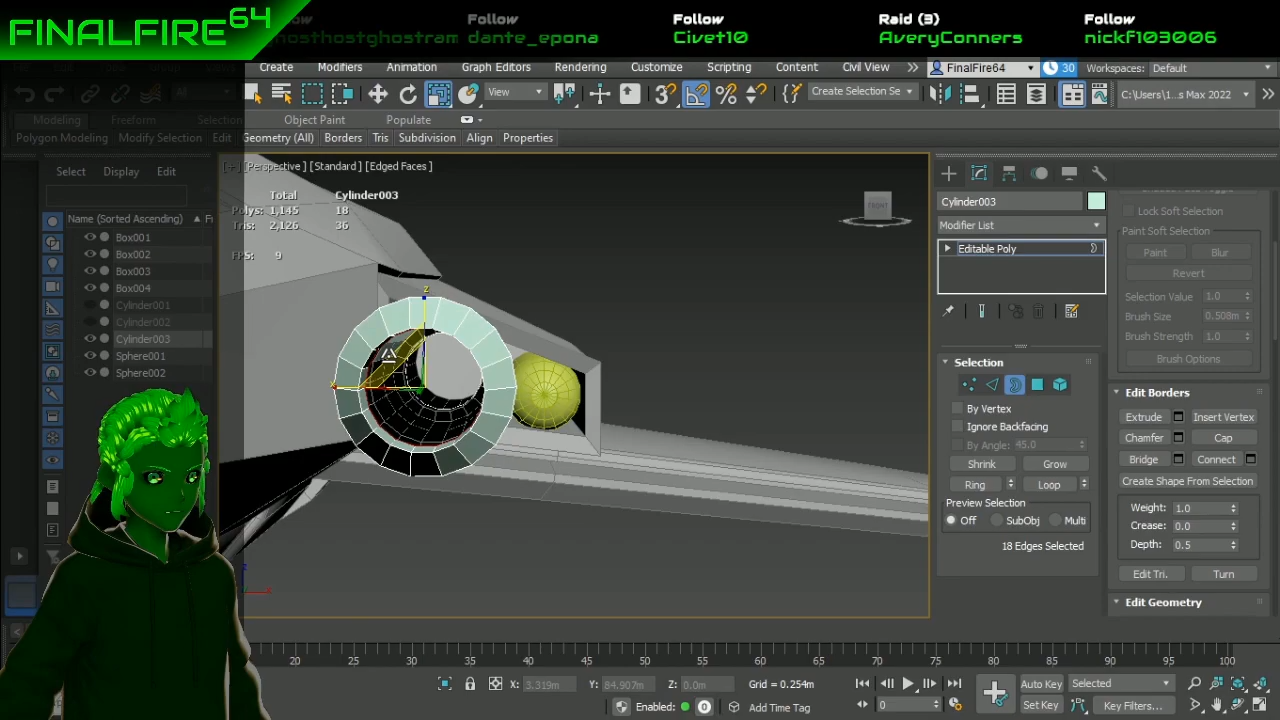 FINALFIRE64
Follow
dante_epona
Follow
Civet10
Raid (3)
AveryConners
Follow
nickf103006
Create Modifiers Animation Graph Editors Rendering Customize Scripting Content Civil View
FinalFire64
30
Workspaces: Default
All
View
Create Selection Se
C:\Users\1...s Max 2022
Modeling Freeform Selection Object Paint Populate
Polygon Modeling Modify Selection Edit Geometry (All) Borders Tris Subdivision Align Properties
Select Display Edit
Name (Sorted Ascending)
Box001
Box002
Box003
Box004
Cylinder001
Cylinder002
Cylinder003
Sphere001
Sphere002
[+] [Perspective] [Standard] [Edged Faces]
Total Cylinder003
Polys: 1,145 18
Tris: 2,126 36
FPS: 9
FRONT
Cylinder003
Modifier List
Editable Poly
Selection
By Vertex
Ignore Backfacing
By Angle: 45.0
Shrink Grow
Ring Loop
Preview Selection
Off SubObj Multi
18 Edges Selected
Lock Soft Selection
Paint Soft Selection
Paint Blur
Revert
Selection Value 1.0
Brush Size 0.508m
Brush Strength 1.0
Brush Options
Edit Borders
Extrude Insert Vertex
Chamfer Cap
Bridge Connect
Create Shape From Selection
Weight: 1.0
Crease: 0.0
Depth: 0.5
Edit Tri. Turn
Edit Geometry
20 25 30 35 40 45 50 55 60 65 70 75 80 85 90 95 100
X: 3.319m Y: 84.907m Z: 0.0m Grid = 0.254m
Auto Key Selected
Enabled: Add Time Tag
0
Set Key Key Filters...